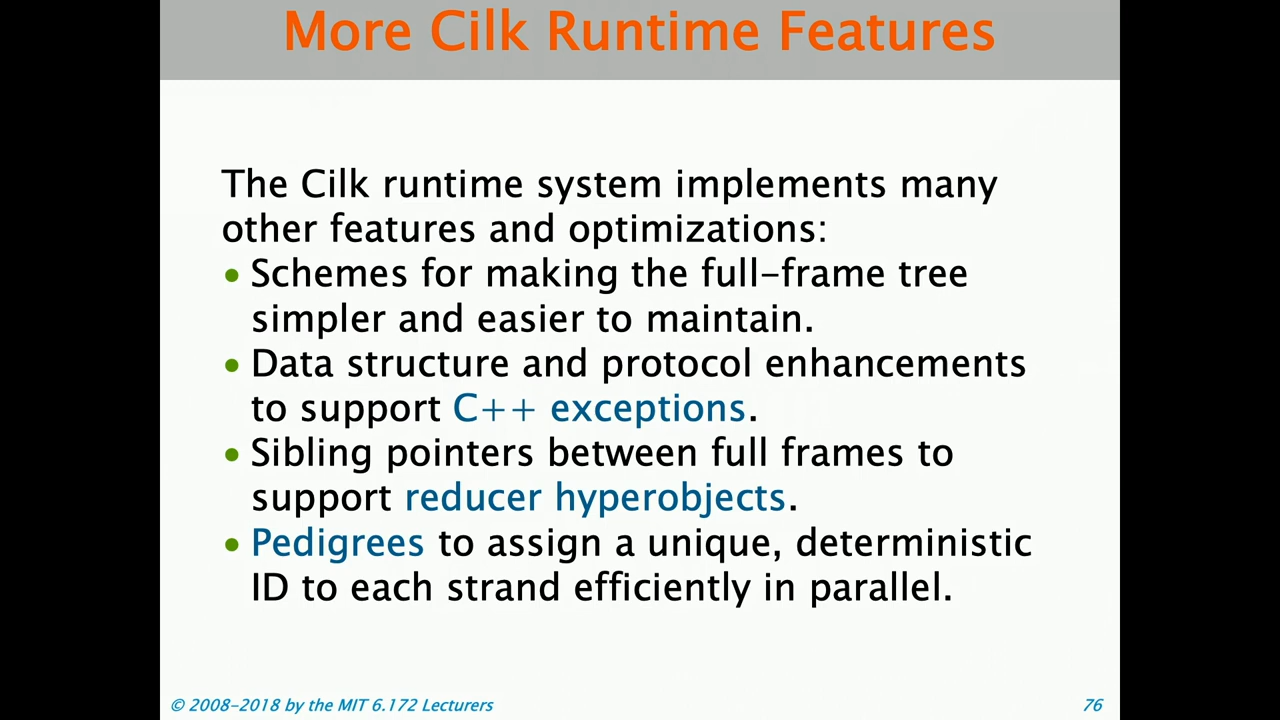 More Cilk Runtime Features
The Cilk runtime system implements many
other features and optimizations:
• Schemes for making the full-frame tree
simpler and easier to maintain.
• Data structure and protocol enhancements
to support C++ exceptions.
• Sibling pointers between full frames to
support reducer hyperobjects.
• Pedigrees to assign a unique, deterministic
ID to each strand efficiently in parallel.
© 2008-2018 by the MIT 6.172 Lecturers
76